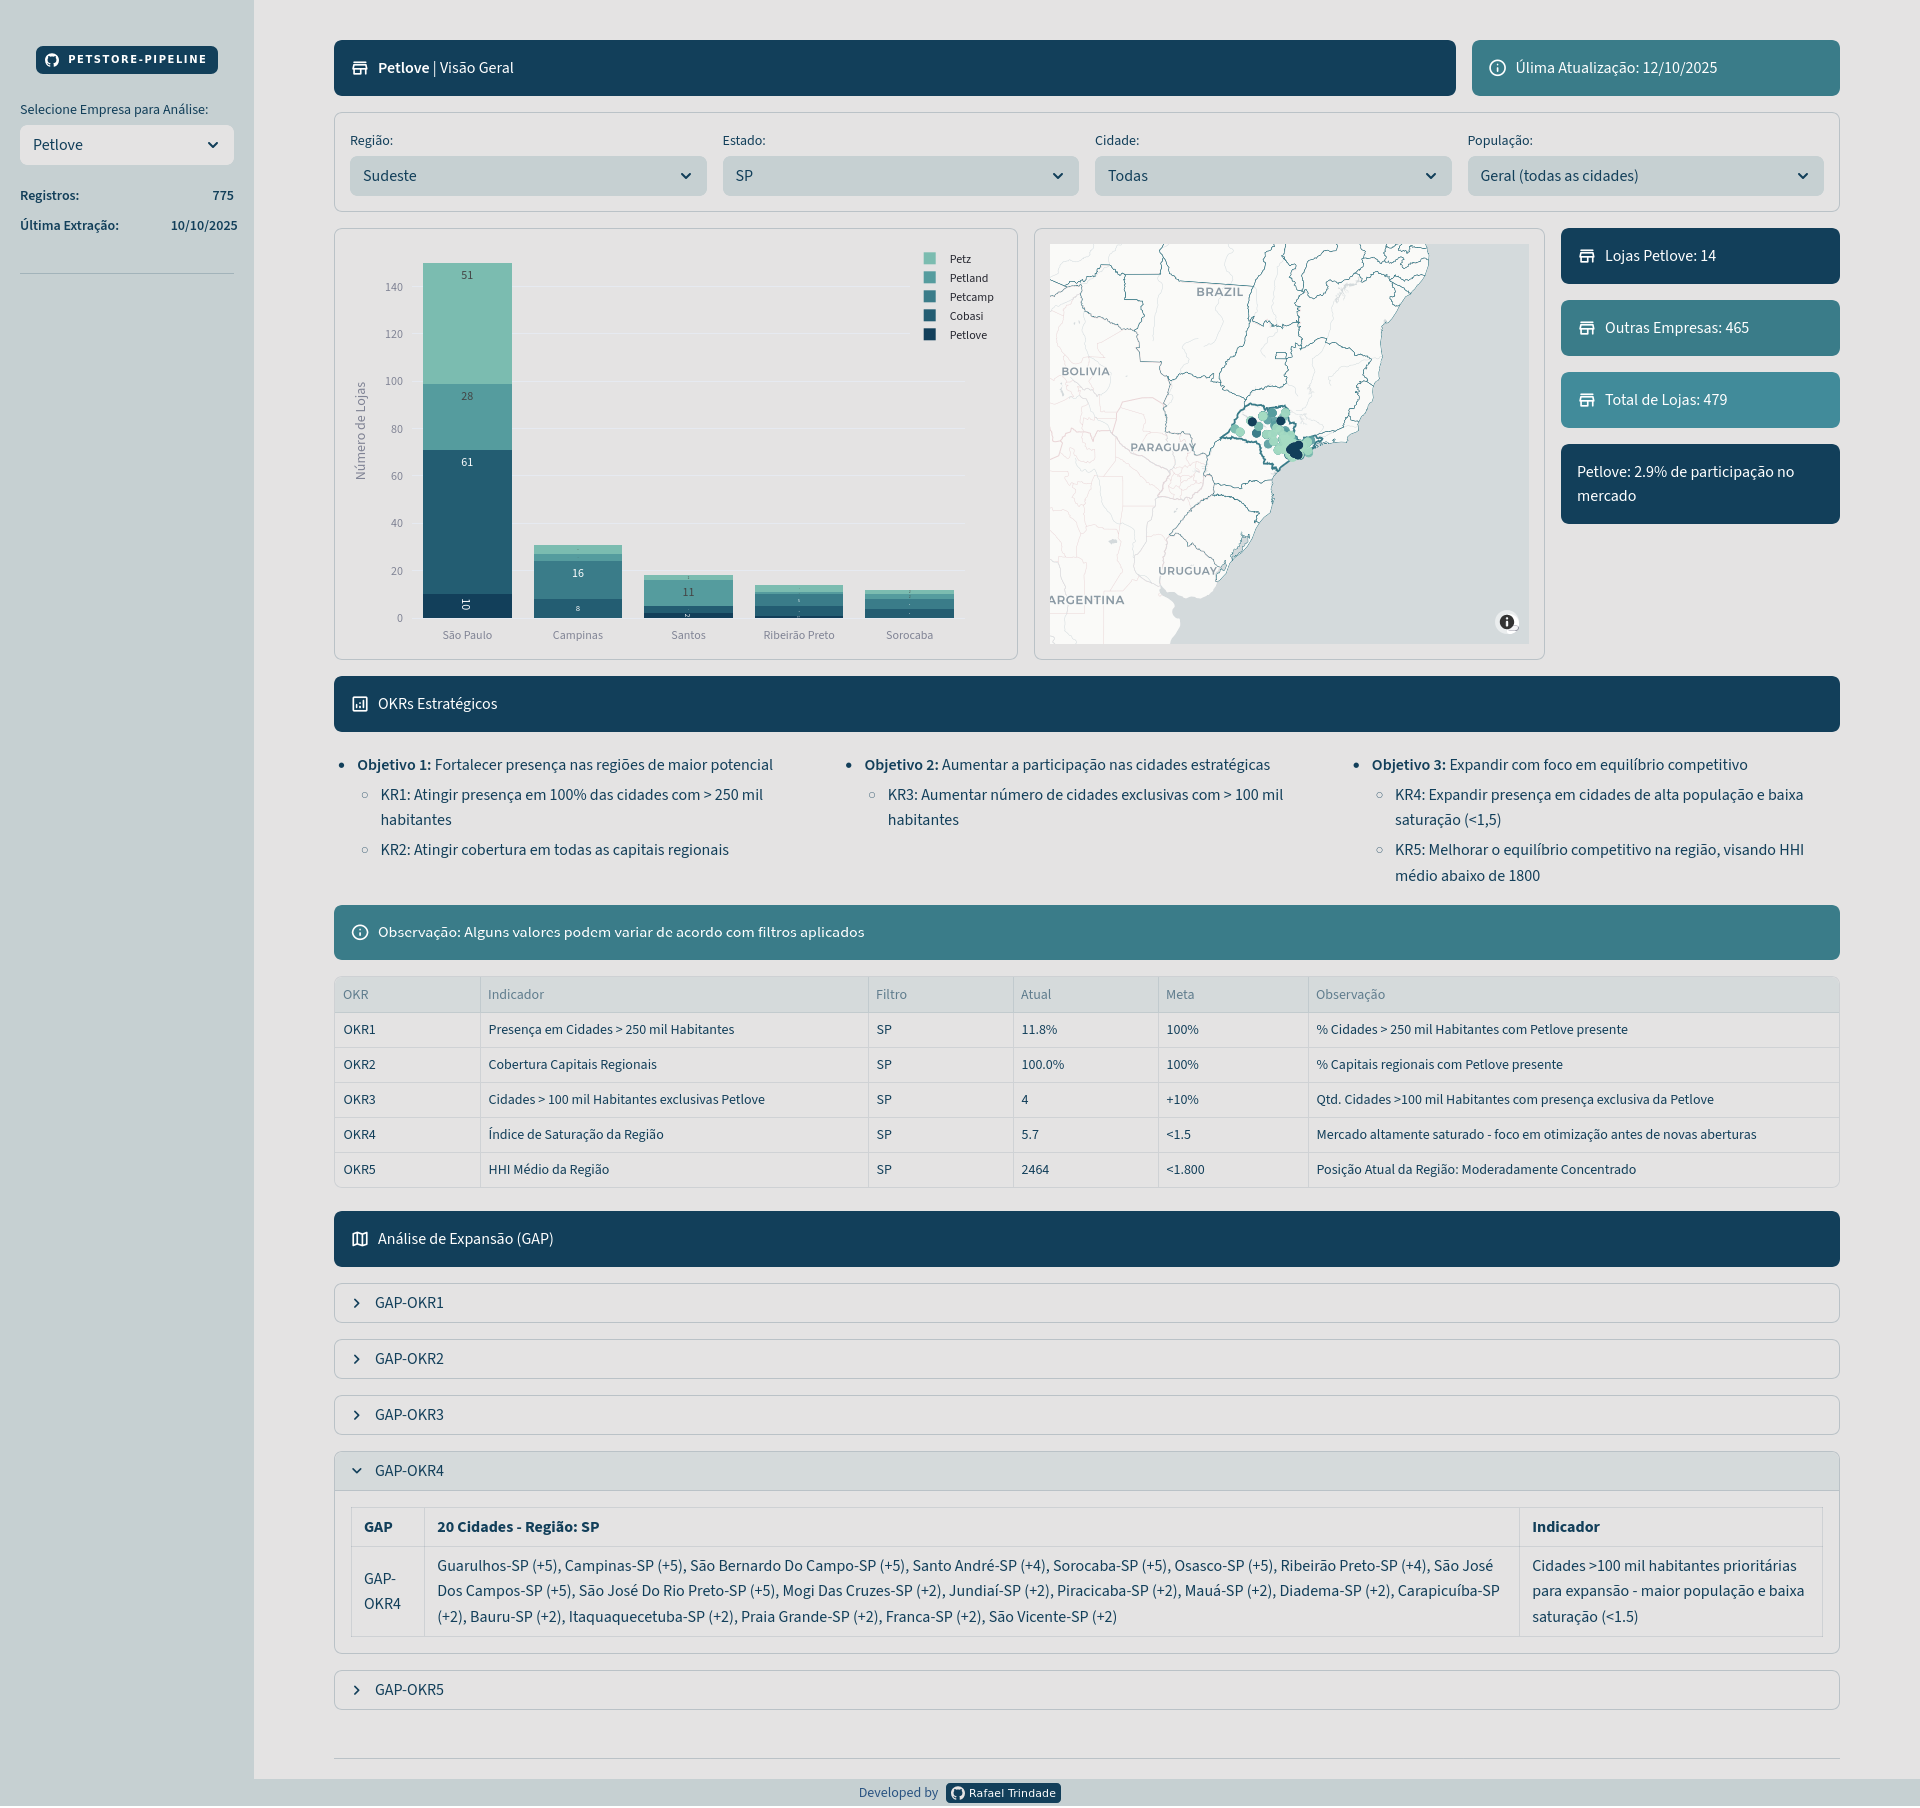 PETSTORE-PIPELINE
Selecione Empresa para Análise:
Petlove
Registros: 775
Última Extração: 10/10/2025
Petlove | Visão Geral
Úlima Atualização: 12/10/2025
Região:
Sudeste
Estado:
SP
Cidade:
Todas
População:
Geral (todas as cidades)
Número de Lojas
140
120
100
80
60
40
20
0
51
28
61
10
16
8
11
2
São Paulo
Campinas
Santos
Ribeirão Preto
Sorocaba
Petz
Petland
Petcamp
Cobasi
Petlove
BRAZIL
BOLIVIA
PARAGUAY
URUGUAY
ARGENTINA
Lojas Petlove: 14
Outras Empresas: 465
Total de Lojas: 479
Petlove: 2.9% de participação no
mercado
OKRs Estratégicos
Objetivo 1: Fortalecer presença nas regiões de maior potencial
KR1: Atingir presença em 100% das cidades com > 250 mil
habitantes
KR2: Atingir cobertura em todas as capitais regionais
Objetivo 2: Aumentar a participação nas cidades estratégicas
KR3: Aumentar número de cidades exclusivas com > 100 mil
habitantes
Objetivo 3: Expandir com foco em equilíbrio competitivo
KR4: Expandir presença em cidades de alta população e baixa
saturação (<1,5)
KR5: Melhorar o equilíbrio competitivo na região, visando HHI
médio abaixo de 1800
Observação: Alguns valores podem variar de acordo com filtros aplicados
OKR Indicador Filtro Atual Meta Observação
OKR1 Presença em Cidades > 250 mil Habitantes SP 11.8% 100% % Cidades > 250 mil Habitantes com Petlove presente
OKR2 Cobertura Capitais Regionais SP 100.0% 100% % Capitais regionais com Petlove presente
OKR3 Cidades > 100 mil Habitantes exclusivas Petlove SP 4 +10% Qtd. Cidades >100 mil Habitantes com presença exclusiva da Petlove
OKR4 Índice de Saturação da Região SP 5.7 <1.5 Mercado altamente saturado - foco em otimização antes de novas aberturas
OKR5 HHI Médio da Região SP 2464 <1.800 Posição Atual da Região: Moderadamente Concentrado
Análise de Expansão (GAP)
GAP-OKR1
GAP-OKR2
GAP-OKR3
GAP-OKR4
GAP
20 Cidades - Região: SP
Indicador
GAP-
OKR4
Guarulhos-SP (+5), Campinas-SP (+5), São Bernardo Do Campo-SP (+5), Santo André-SP (+4), Sorocaba-SP (+5), Osasco-SP (+5), Ribeirão Preto-SP (+4), São José
Dos Campos-SP (+5), São José Do Rio Preto-SP (+5), Mogi Das Cruzes-SP (+2), Jundiaí-SP (+2), Piracicaba-SP (+2), Mauá-SP (+2), Diadema-SP (+2), Carapicuíba-SP
(+2), Bauru-SP (+2), Itaquaquecetuba-SP (+2), Praia Grande-SP (+2), Franca-SP (+2), São Vicente-SP (+2)
Cidades >100 mil habitantes prioritárias
para expansão - maior população e baixa
saturação (<1.5)
GAP-OKR5
Developed by Rafael Trindade